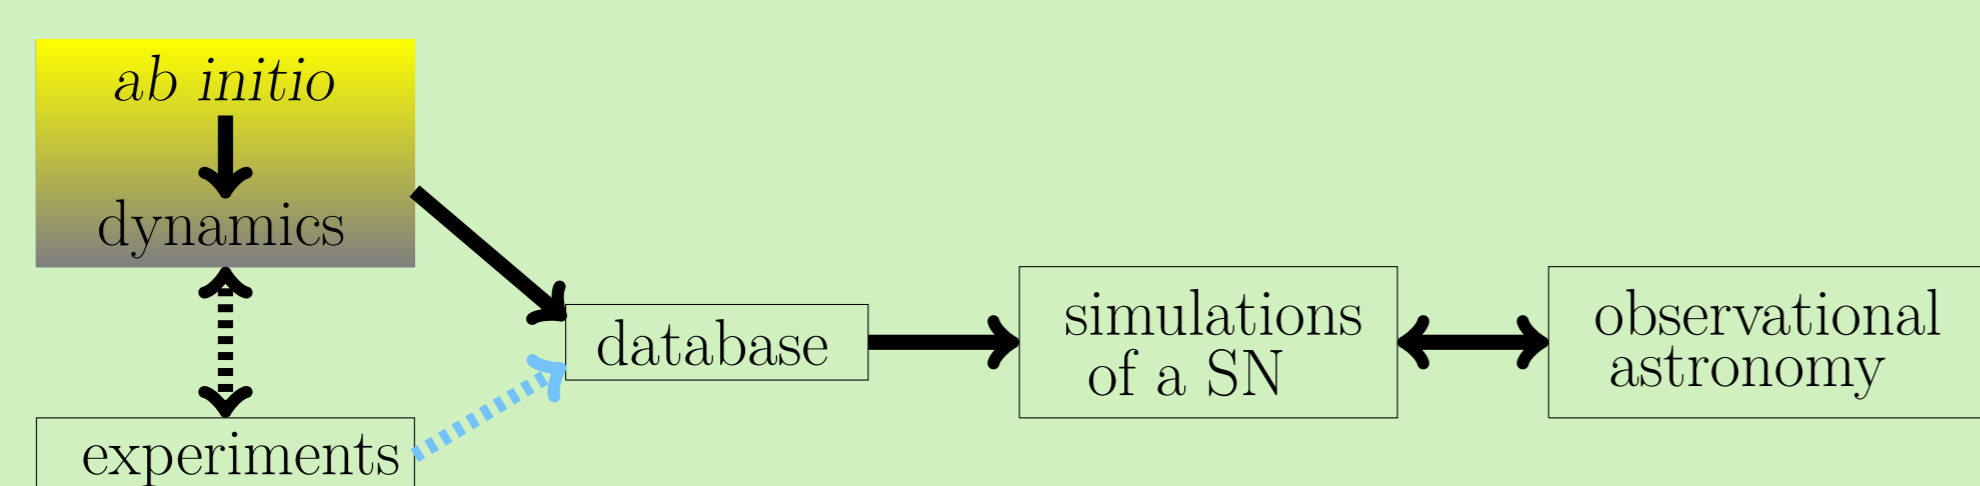 ab initio
dynamics
experiments
database
simulations
of a SN
observational
astronomy